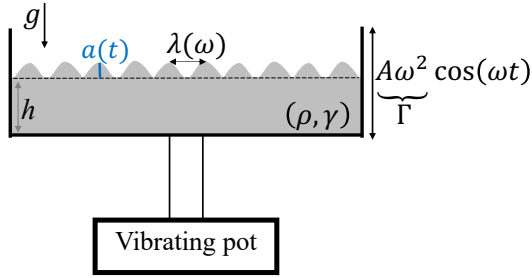 g
a(t)
λ(ω)
Aω² cos(ωt)
Γ
h
(ρ, γ)
Vibrating pot